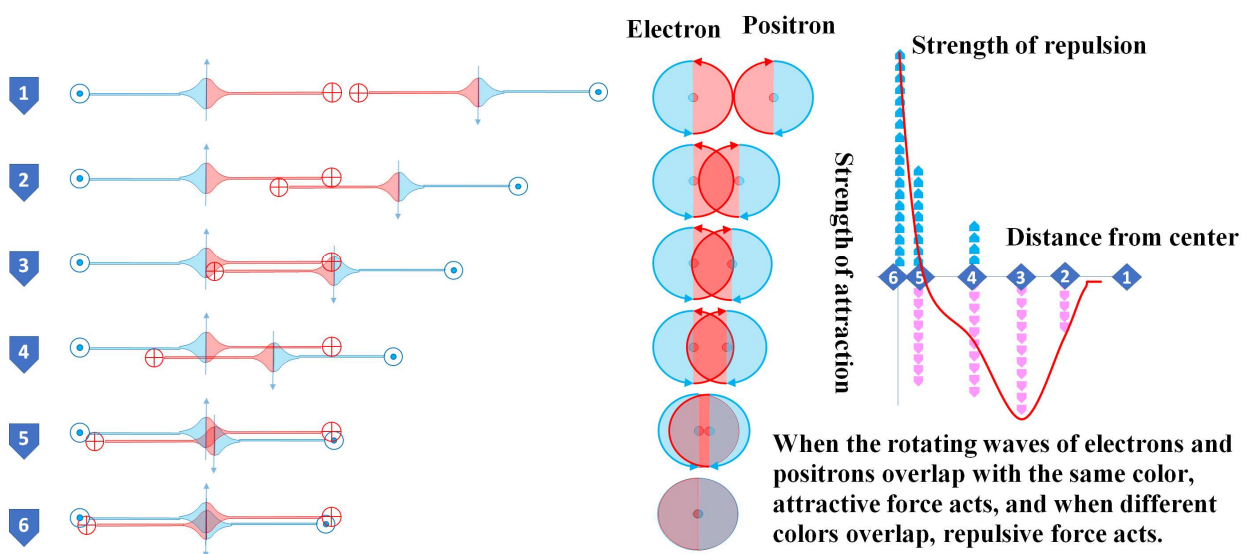 Electron Positron
Strength of repulsion
1
2
3
4
5
6
Strength of attraction
Distance from center
6 5 4 3 2 1
When the rotating waves of electrons and
positrons overlap with the same color,
attractive force acts, and when different
colors overlap, repulsive force acts.